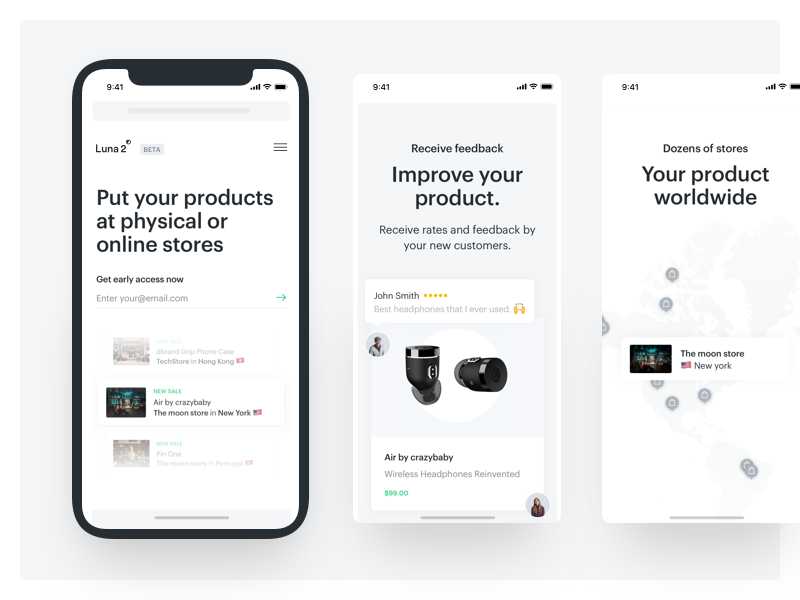 9:41
Luna 2
BETA
Put your products
at physical or
online stores
Get early access now
Enter your@email.com
NEW SALE
dbrand Grip Phone Case
TechStore in Hong Kong 🇭🇰
NEW SALE
Air by crazybaby
The moon store in New York 🇺🇸
NEW SALE
Pin One
The moon store in Portugal
9:41
Receive feedback
Improve your
product.
Receive rates and feedback by
your new customers.
John Smith
Best headphones that I ever used. 🙌
Air by crazybaby
Wireless Headphones Reinvented
$99.00
9:41
Dozens of stores
Your product
worldwide
The moon store
🇺🇸 New york